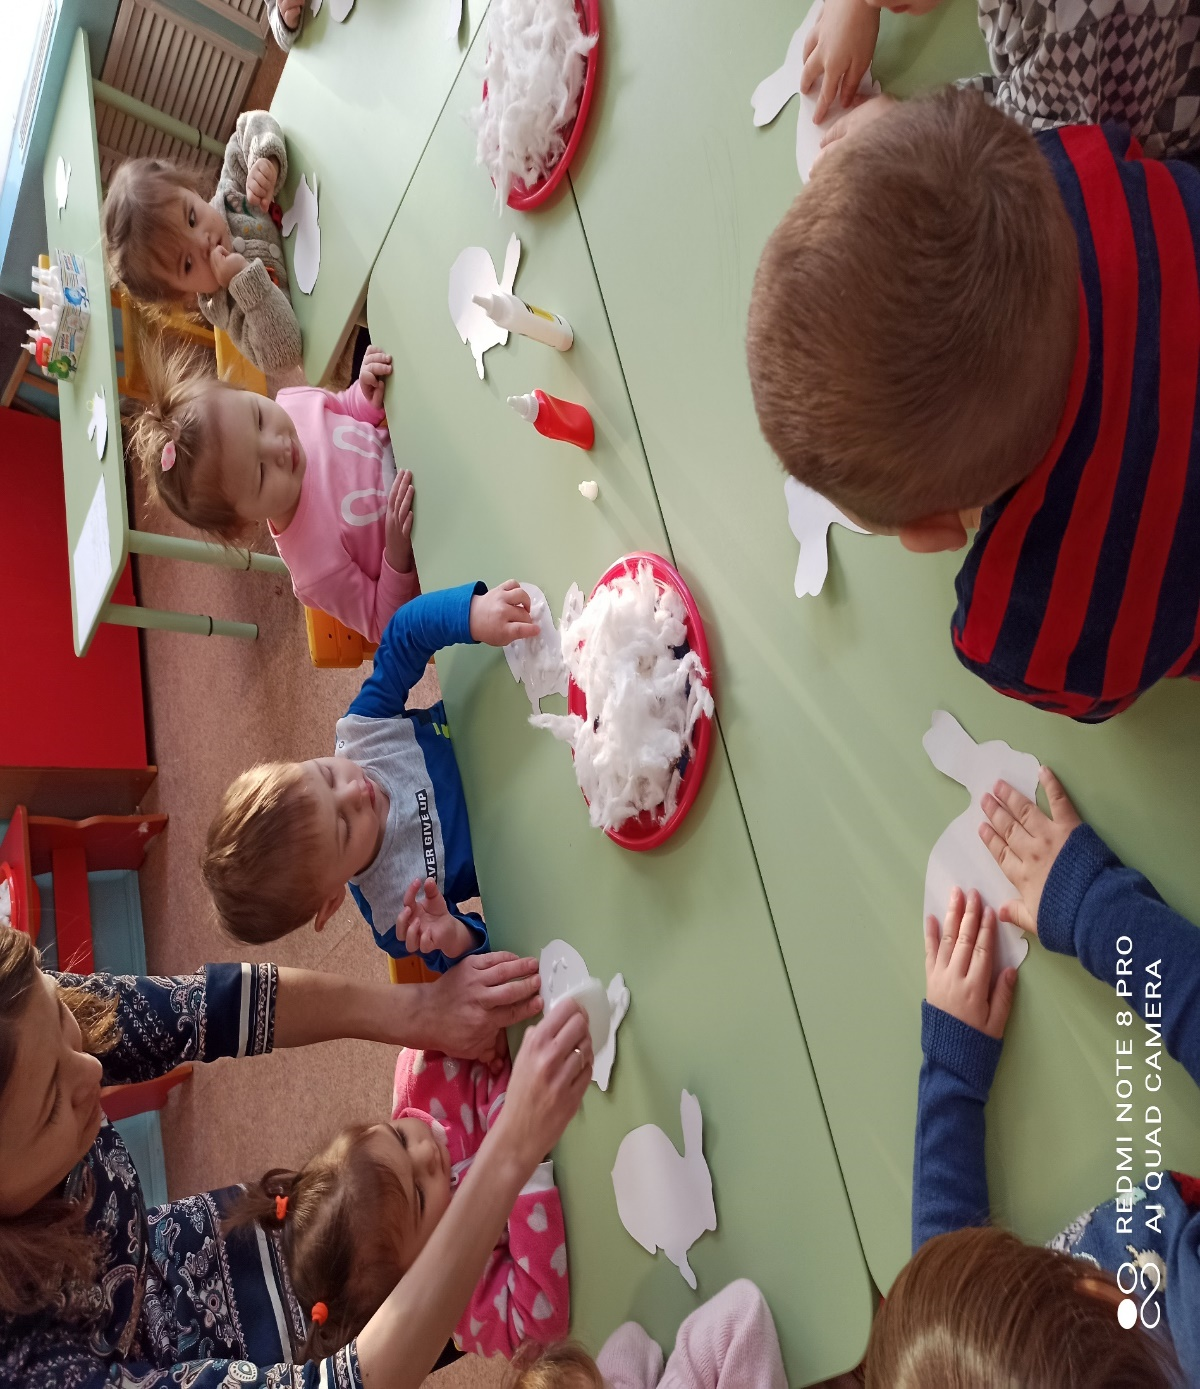 VER GIVE UP
REDMI NOTE 8 PRO
AI QUAD CAMERA